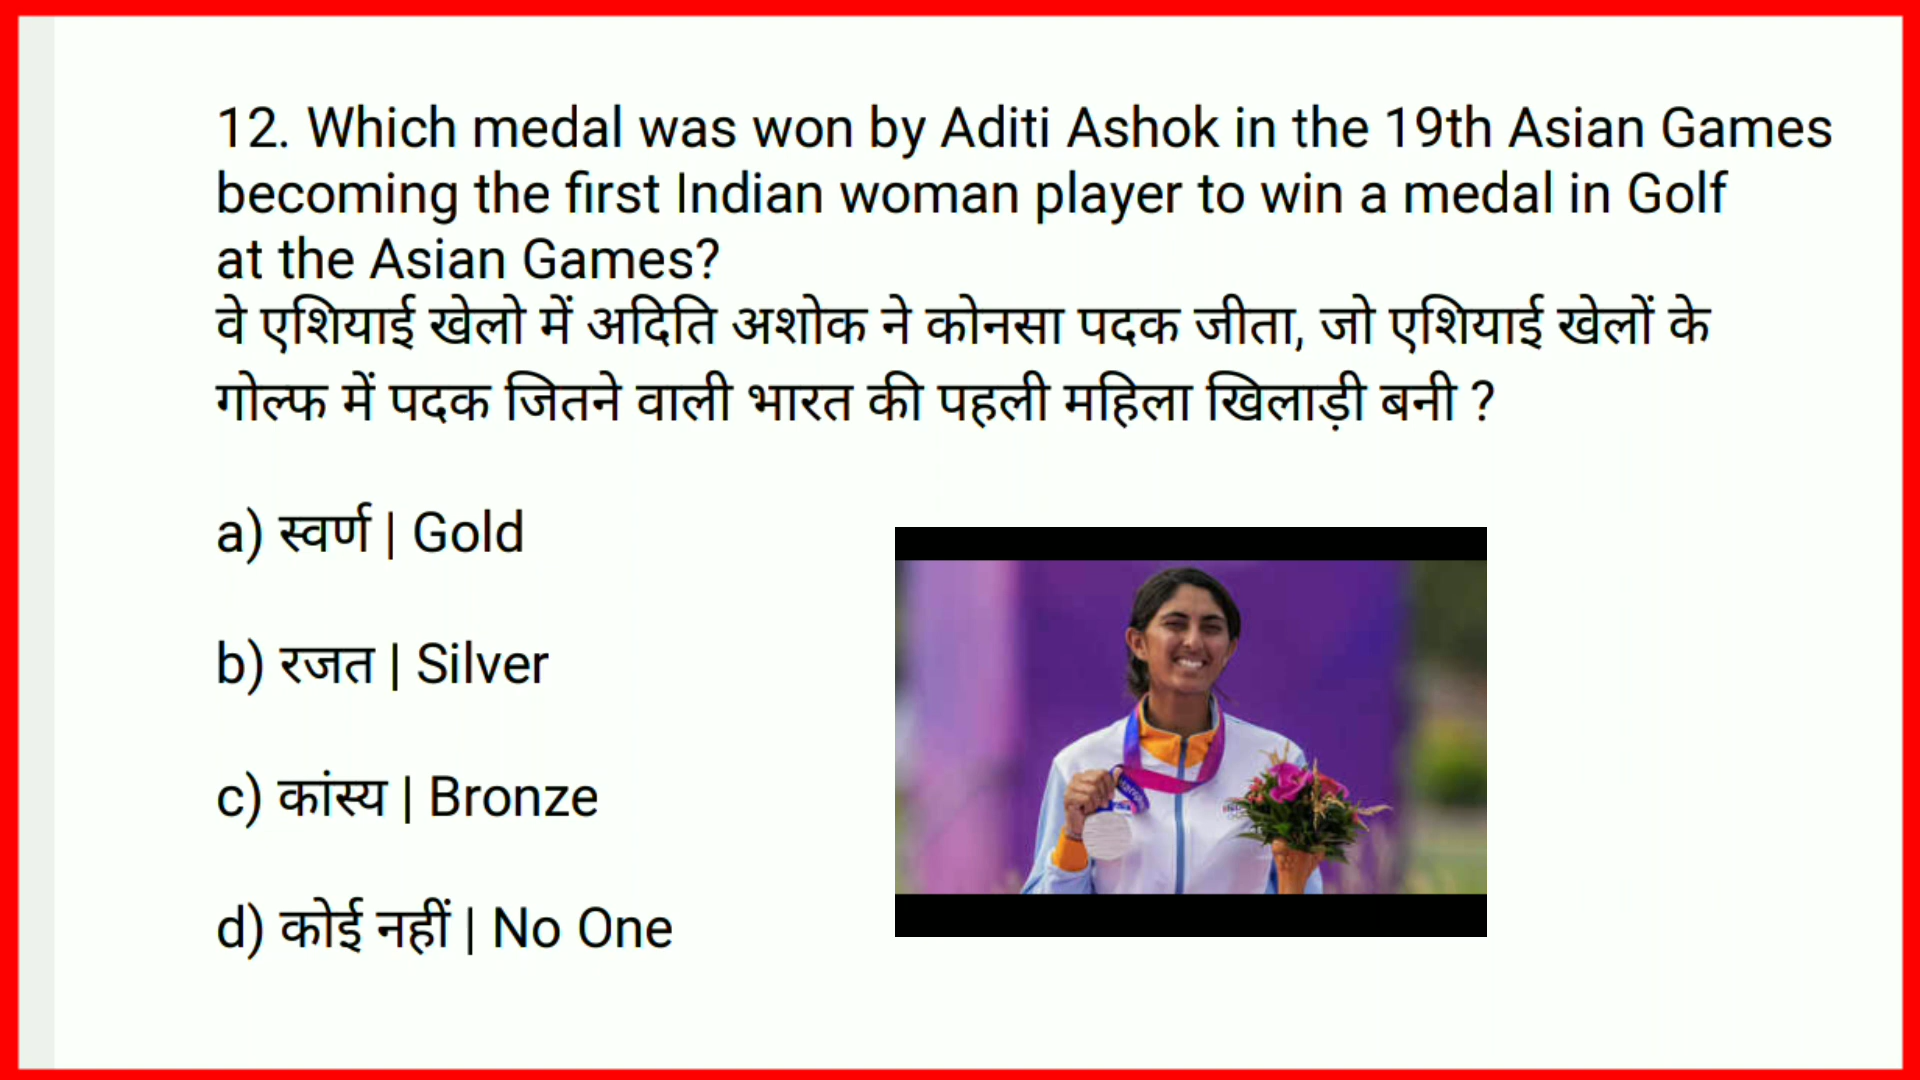 12. Which medal was won by Aditi Ashok in the 19th Asian Games
becoming the first Indian woman player to win a medal in Golf
at the Asian Games?
वे एशियाई खेलो में अदिति अशोक ने कोनसा पदक जीता, जो एशियाई खेलों के
गोल्फ में पदक जितने वाली भारत की पहली महिला खिलाड़ी बनी ?
a) स्वर्ण | Gold
b) रजत | Silver
c) कांस्य | Bronze
d) कोई नहीं | No One